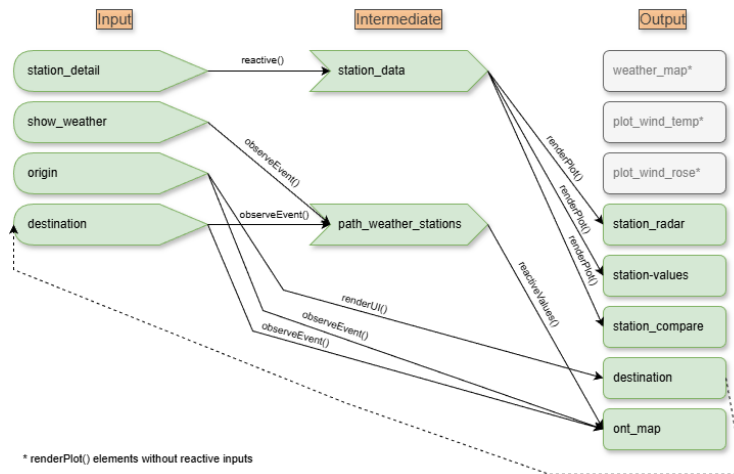 Input Intermediate Output
station_detail reactive() station_data weather_map*
show_weather plot_wind_temp*
observeEvent() renderPlot()
origin plot_wind_rose*
destination observeEvent() path_weather_stations renderPlot() station_radar
renderPlot() station-values
reactiveValues()
renderUI()
observeEvent() observeEvent() station_compare
destination
ont_map
* renderPlot() elements without reactive inputs